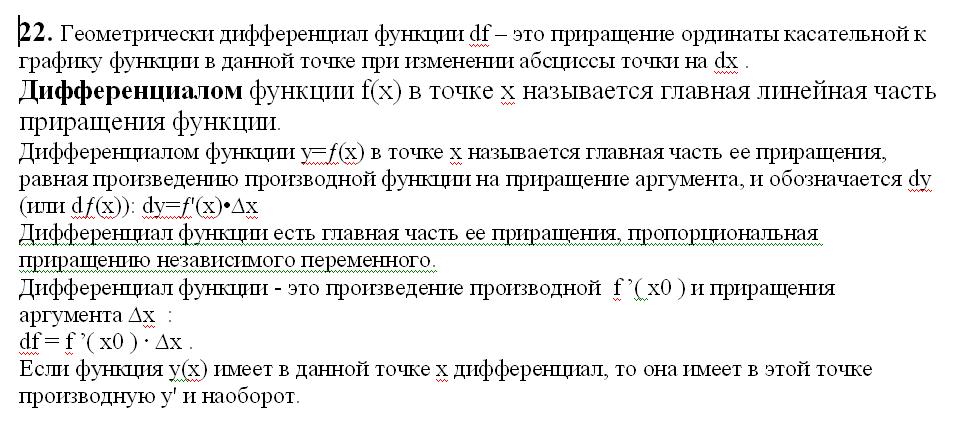 22. Геометрически дифференциал функции df – это приращение ординаты касательной к
графику функции в данной точке при изменении абсциссы точки на dx .
Дифференциалом функции f(x) в точке x называется главная линейная часть
приращения функции.
Дифференциалом функции y=ƒ(x) в точке x называется главная часть ее приращения,
равная произведению производной функции на приращение аргумента, и обозначается dy
(или dƒ(x)): dy=ƒ'(x)•∆x
Дифференциал функции есть главная часть ее приращения, пропорциональная
приращению независимого переменного.
Дифференциал функции - это произведение производной f ’( x0 ) и приращения
аргумента ∆x :
df = f ’( x0 ) · ∆x .
Если функция y(x) имеет в данной точке x дифференциал, то она имеет в этой точке
производную y' и наоборот.